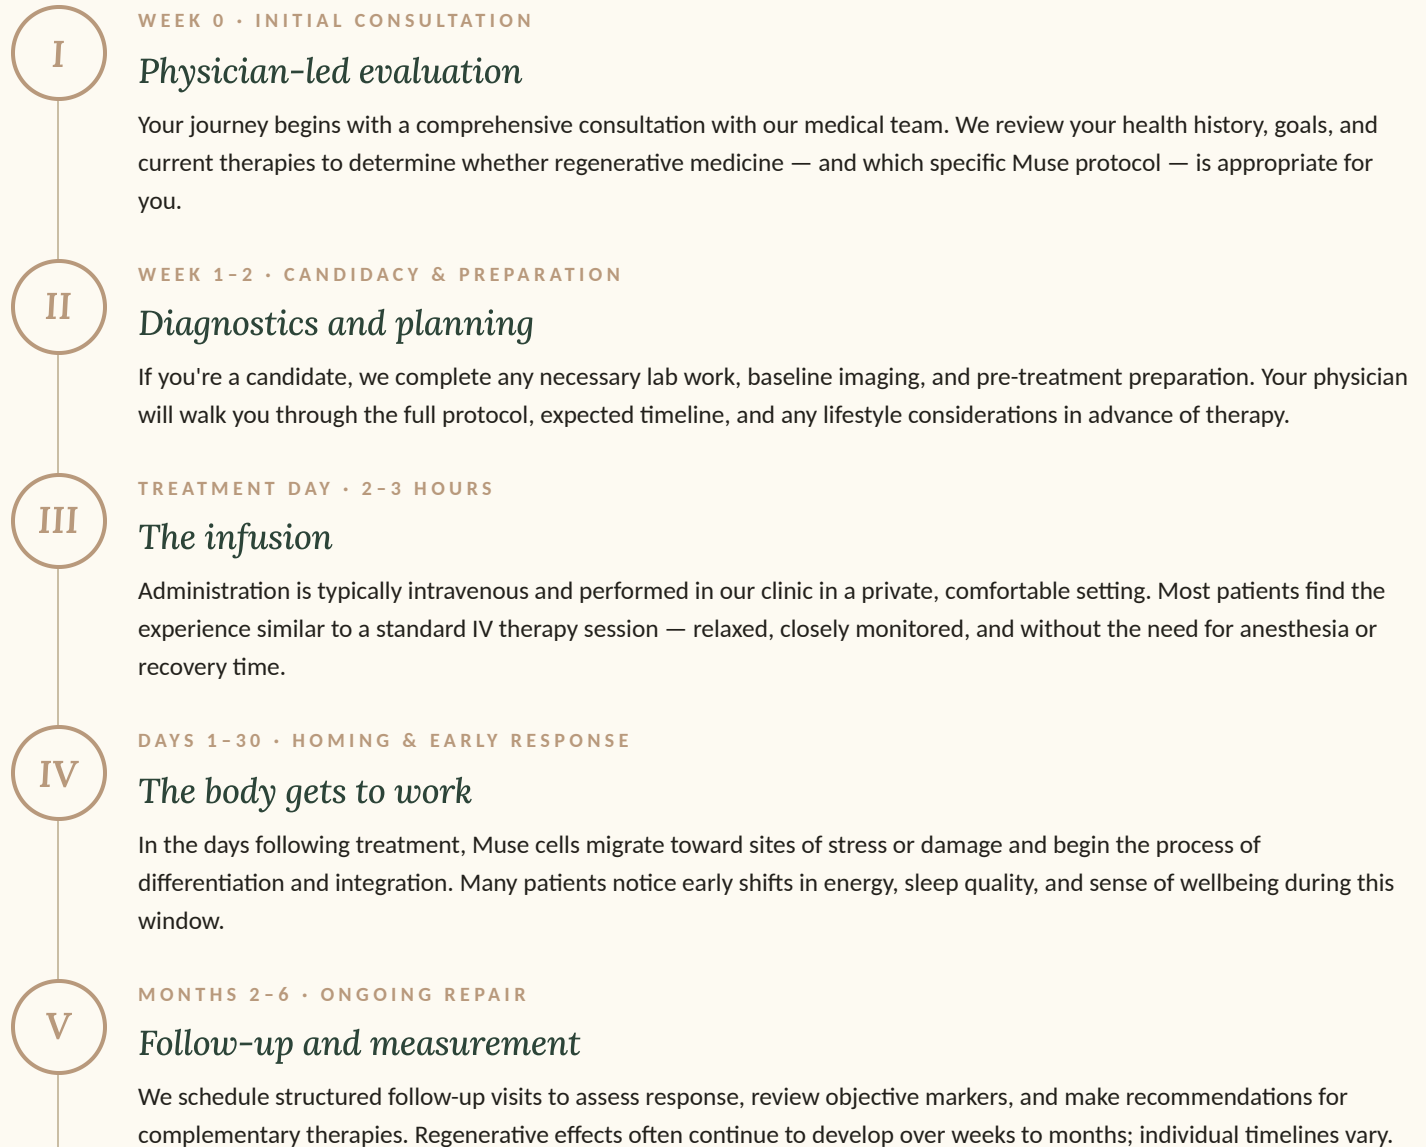 I
WEEK 0 · INITIAL CONSULTATION
Physician-led evaluation
Your journey begins with a comprehensive consultation with our medical team. We review your health history, goals, and
current therapies to determine whether regenerative medicine — and which specific Muse protocol — is appropriate for
you.
II
WEEK 1–2 · CANDIDACY & PREPARATION
Diagnostics and planning
If you're a candidate, we complete any necessary lab work, baseline imaging, and pre-treatment preparation. Your physician
will walk you through the full protocol, expected timeline, and any lifestyle considerations in advance of therapy.
III
TREATMENT DAY · 2–3 HOURS
The infusion
Administration is typically intravenous and performed in our clinic in a private, comfortable setting. Most patients find the
experience similar to a standard IV therapy session — relaxed, closely monitored, and without the need for anesthesia or
recovery time.
IV
DAYS 1–30 · HOMING & EARLY RESPONSE
The body gets to work
In the days following treatment, Muse cells migrate toward sites of stress or damage and begin the process of
differentiation and integration. Many patients notice early shifts in energy, sleep quality, and sense of wellbeing during this
window.
V
MONTHS 2–6 · ONGOING REPAIR
Follow-up and measurement
We schedule structured follow-up visits to assess response, review objective markers, and make recommendations for
complementary therapies. Regenerative effects often continue to develop over weeks to months; individual timelines vary.